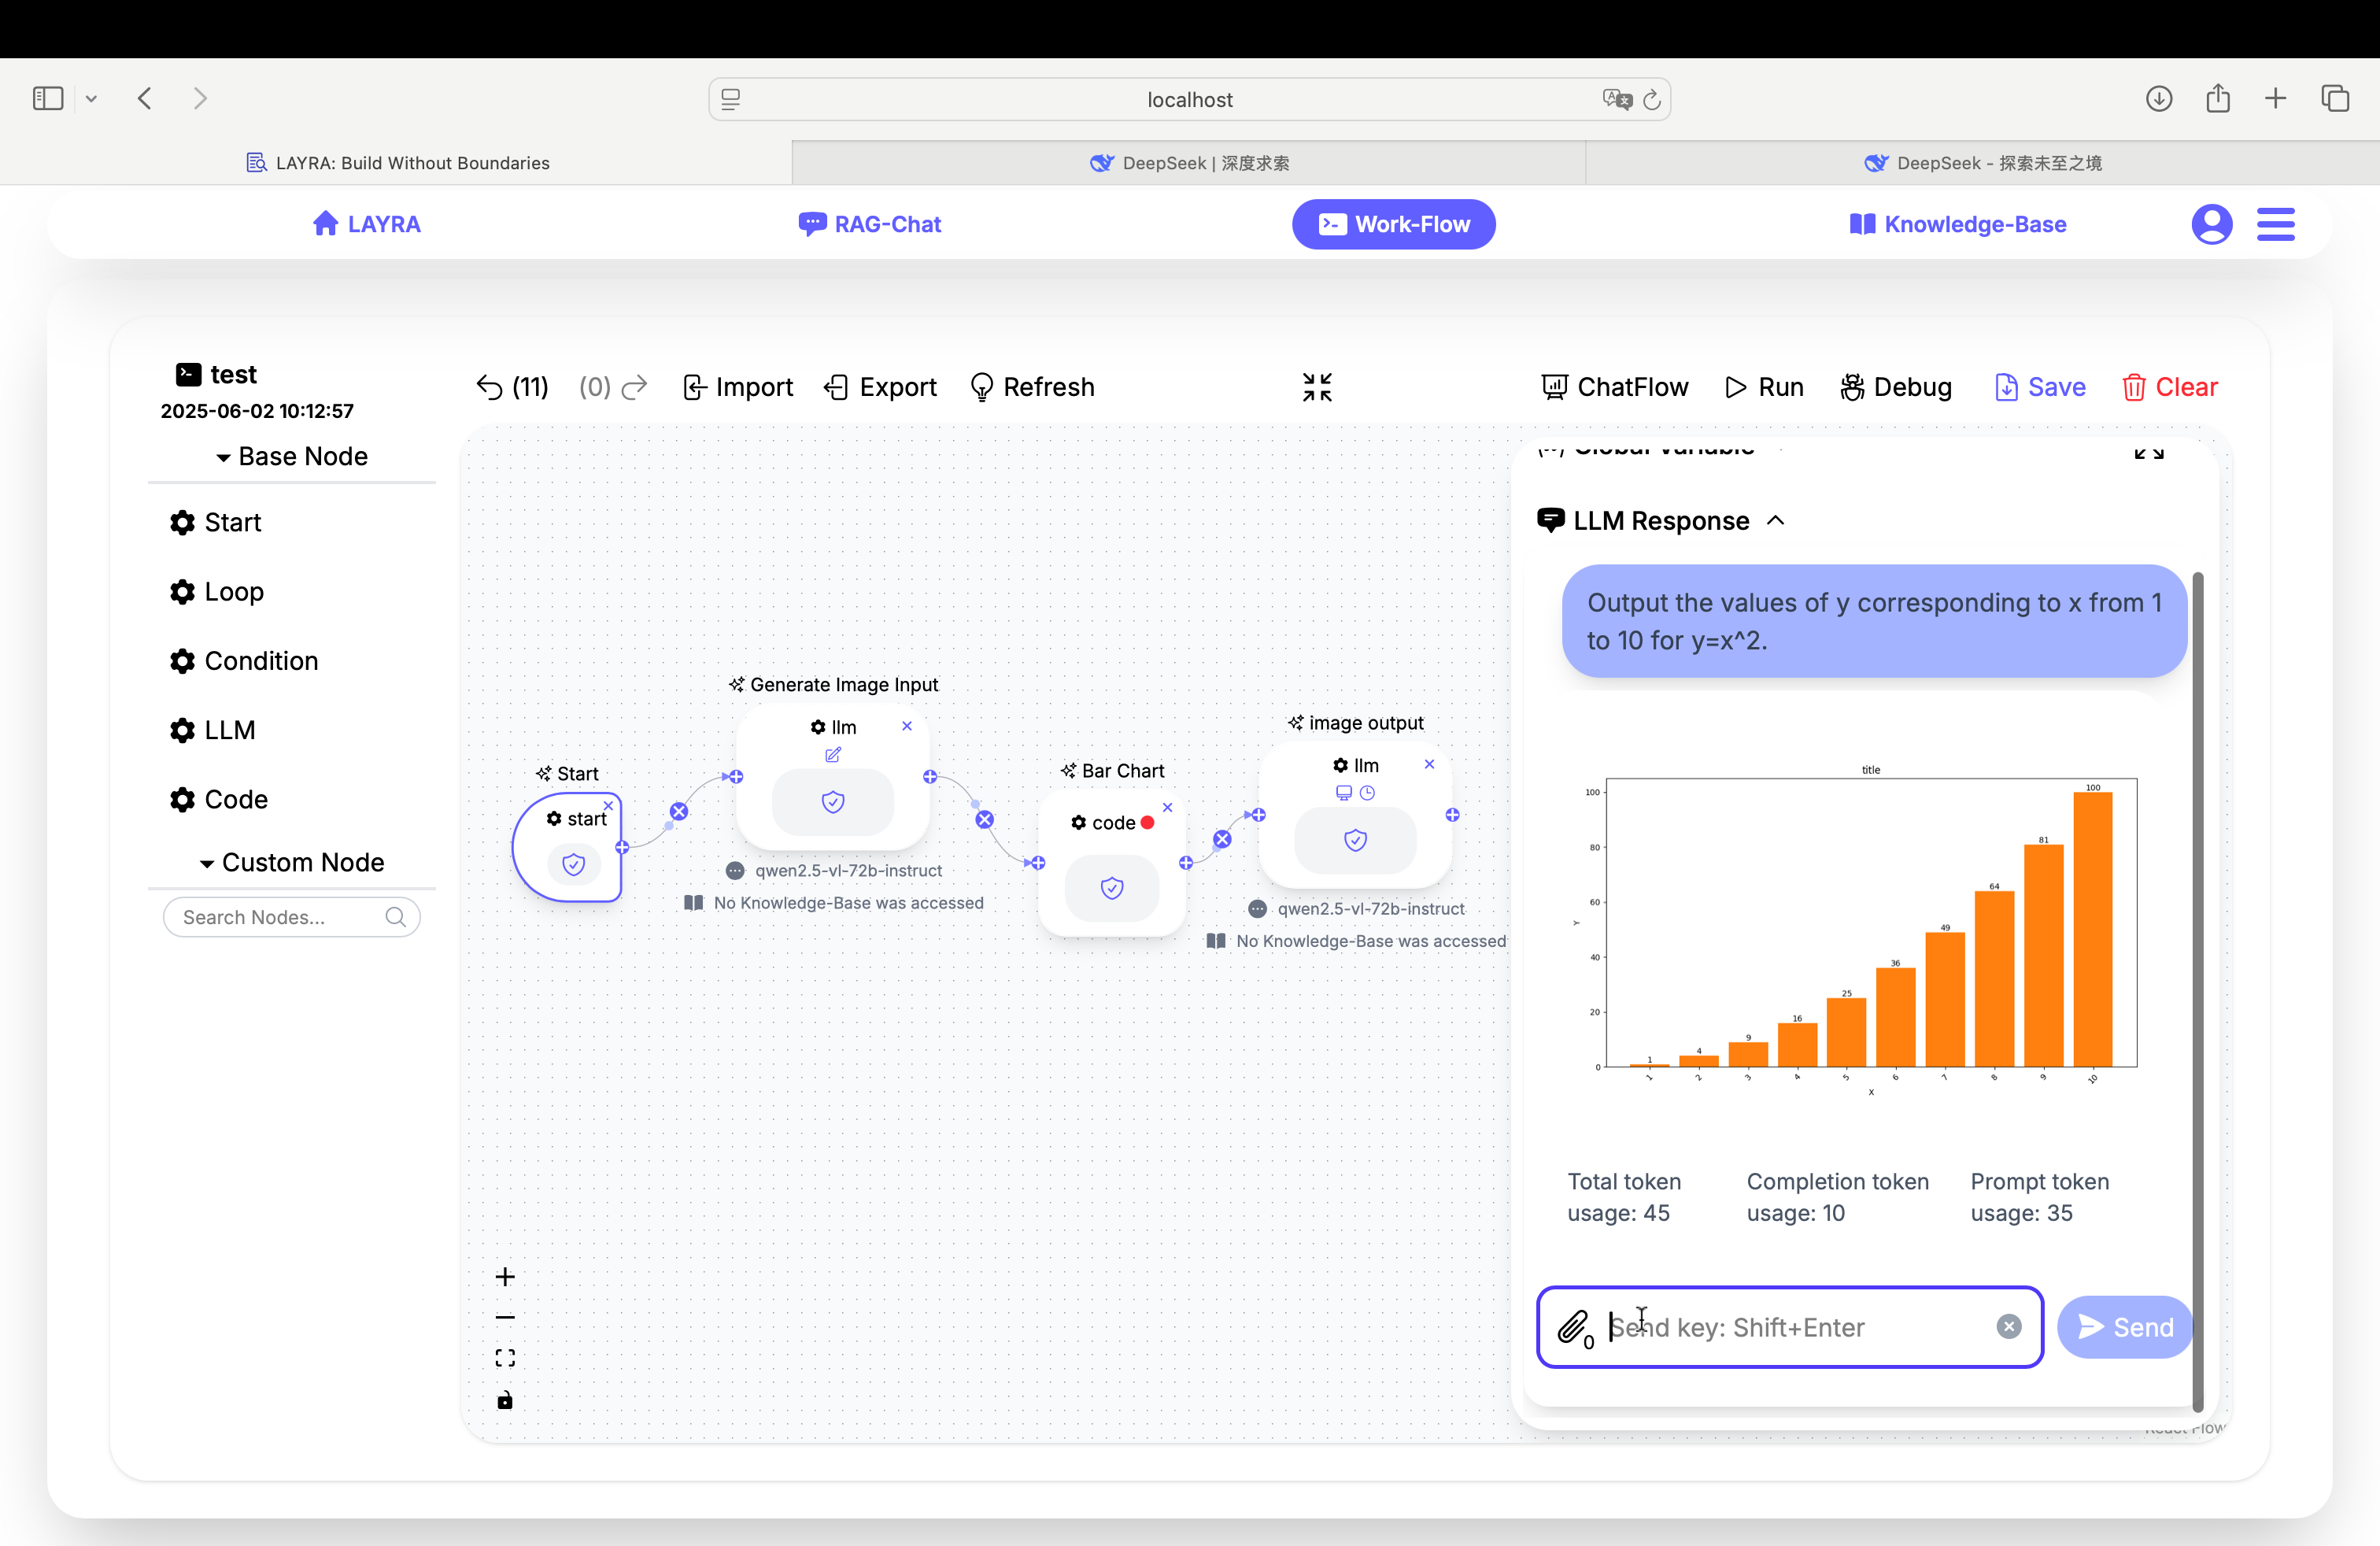 localhost
LAYRA: Build Without Boundaries
DeepSeek | 深度求索
DeepSeek - 探索未至之境
LAYRA
RAG-Chat
Work-Flow
Knowledge-Base
test
2025-06-02 10:12:57
(11)
(0)
Import
Export
Refresh
ChatFlow
Run
Debug
Save
Clear
Base Node
Start
Loop
Condition
LLM
Code
Custom Node
Search Nodes...
Start
start
Generate Image Input
llm
qwen2.5-vl-72b-instruct
No Knowledge-Base was accessed
Bar Chart
code
image output
llm
qwen2.5-vl-72b-instruct
No Knowledge-Base was accessed
Global Variable
LLM Response
Output the values of y corresponding to x from 1
to 10 for y=x^2.
title
100
80
60
40
20
0
Y
1
4
9
16
25
36
49
64
81
100
1
2
3
4
5
6
7
8
9
10
X
Total token
usage: 45
Completion token
usage: 10
Prompt token
usage: 35
0
Send key: Shift+Enter
Send
React Flow